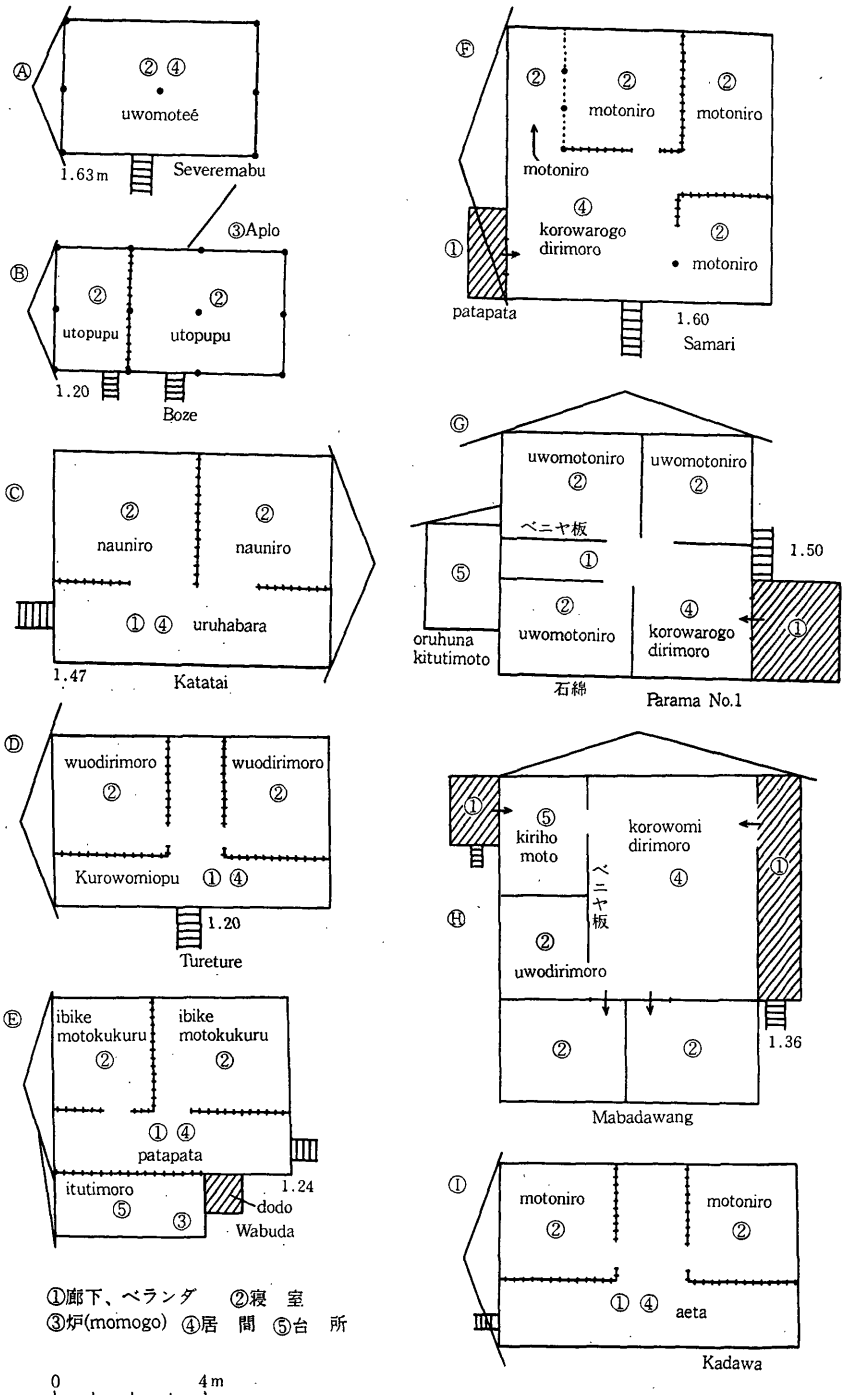 Ⓐ
② ④
uwomoteé
1.63 m
Severemabu
③Aplo
Ⓑ
②
utopupu
②
utopupu
1.20
Boze
Ⓒ
②
nauniro
②
nauniro
① ④ uruhabara
1.47
Katatai
Ⓓ
wuodirimoro
②
wuodirimoro
②
Kurowomiopu ① ④
1.20
Tureture
Ⓔ
ibike
motokukuru
②
ibike
motokukuru
②
① ④
patapata
1.24
itutimoro
⑤
③
dodo
Wabuda
①廊下、ベランダ ②寝 室
③炉(momogo) ④居 間 ⑤台 所
0 4 m
Ⓕ
②
motoniro
②
motoniro
②
motoniro
④
korowarogo
dirimoro
②
motoniro
①
patapata
1.60
Samari
Ⓖ
uwomotoniro
②
uwomotoniro
②
ベニヤ板
①
1.50
⑤
oruhuna
kitutimoto
②
uwomotoniro
④
korowarogo
dirimoro
①
石綿
Parama No.1
①
⑤
kiriho
moto
korowomi
dirimoro
④
①
ベニヤ板
Ⓗ
②
uwodirimoro
②
②
1.36
Mabadawang
Ⓘ
motoniro
②
motoniro
②
① ④ aeta
Kadawa